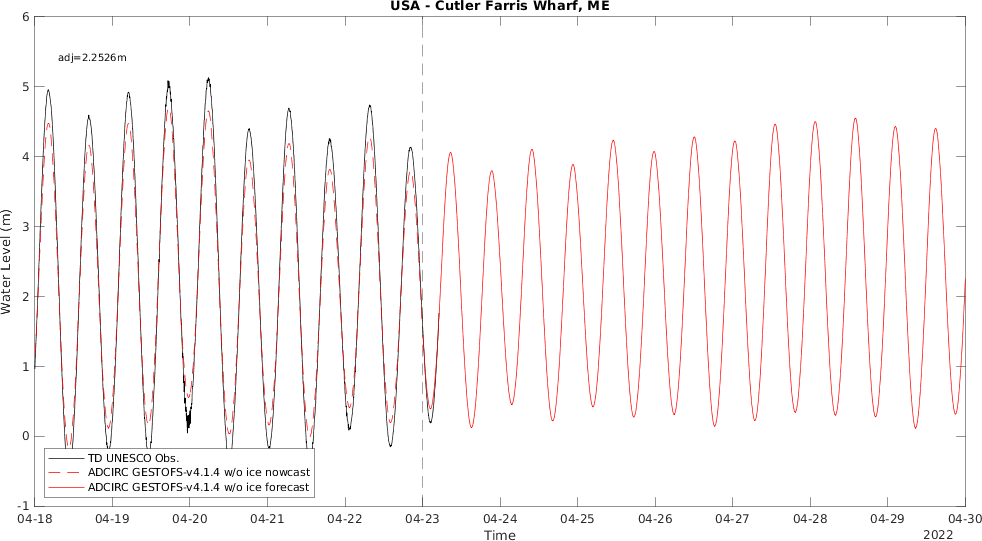 USA - Cutler Farris Wharf, ME
adj=2.2526m
Water Level (m)
6
5
4
3
2
1
0
-1
TD UNESCO Obs.
ADCIRC GESTOFS-v4.1.4 w/o ice nowcast
ADCIRC GESTOFS-v4.1.4 w/o ice forecast
04-18 04-19 04-20 04-21 04-22 04-23 04-24 04-25 04-26 04-27 04-28 04-29 04-30
Time
2022